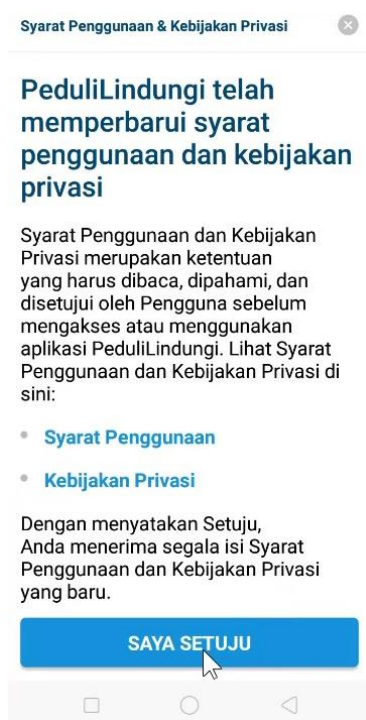 Syarat Penggunaan & Kebijakan Privasi
PeduliLindungi telah
memperbarui syarat
penggunaan dan kebijakan
privasi
Syarat Penggunaan dan Kebijakan
Privasi merupakan ketentuan
yang harus dibaca, dipahami, dan
disetujui oleh Pengguna sebelum
mengakses atau menggunakan
aplikasi PeduliLindungi. Lihat Syarat
Penggunaan dan Kebijakan Privasi di
sini:
Syarat Penggunaan
Kebijakan Privasi
Dengan menyatakan Setuju,
Anda menerima segala isi Syarat
Penggunaan dan Kebijakan Privasi
yang baru.
SAYA SETUJU